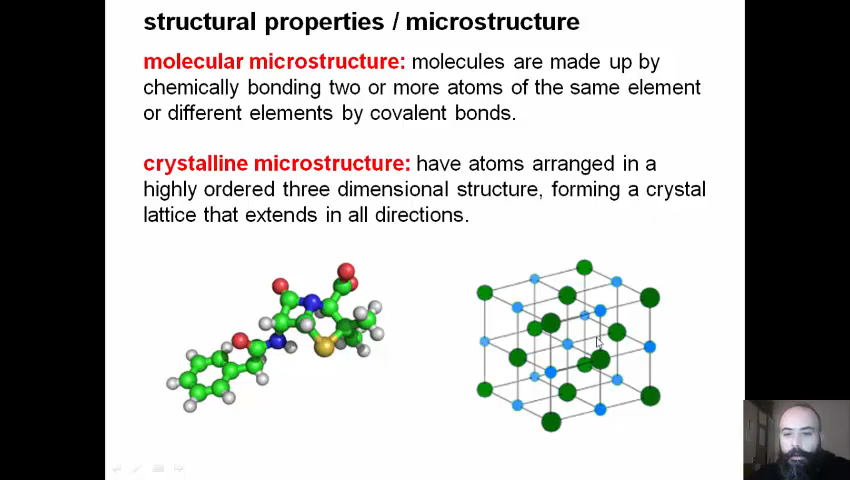 structural properties / microstructure
molecular microstructure: molecules are made up by
chemically bonding two or more atoms of the same element
or different elements by covalent bonds.
crystalline microstructure: have atoms arranged in a
highly ordered three dimensional structure, forming a crystal
lattice that extends in all directions.